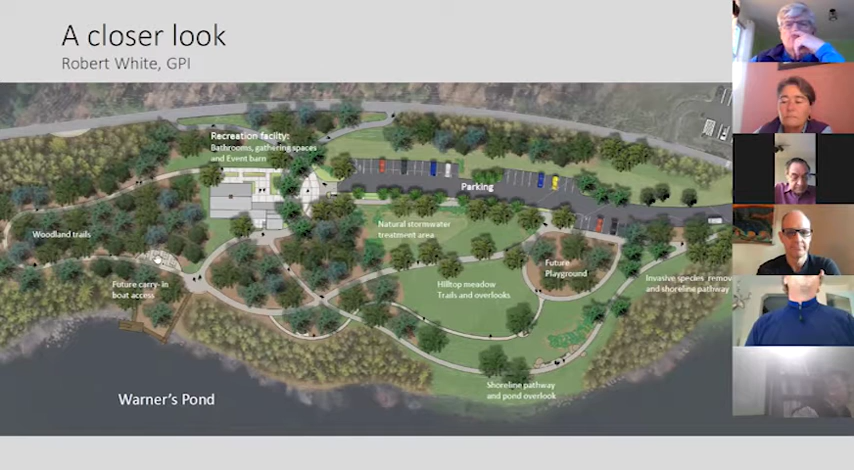 A closer look
Robert White, GPI
Recreation facility:
Bathrooms, gathering spaces
and Event barn
Parking
Woodland trails
Natural stormwater
treatment area
Future
Playground
Future carry- in
boat access
Hilltop meadow
Trails and overlooks
Invasive species remov
and shoreline pathway
Shoreline pathway
and pond overlook
Warner's Pond